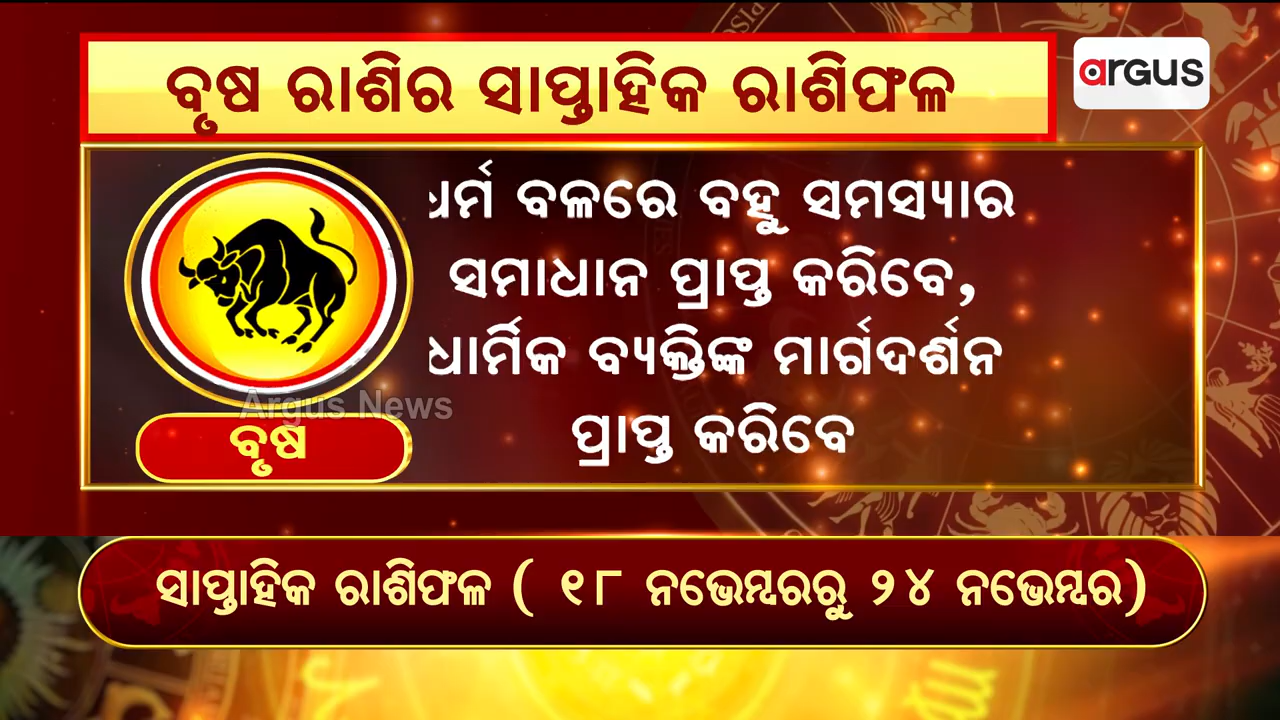 ବୃଷ ରାଶିର ସାପ୍ତାହିକ ରାଶିଫଳ
argus
ଧର୍ମ ବଳରେ ବହୁ ସମସ୍ୟାର
ସମାଧାନ ପ୍ରାପ୍ତ କରିବେ,
ଧାର୍ମିକ ବ୍ୟକ୍ତିଙ୍କ ମାର୍ଗଦର୍ଶନ
ପ୍ରାପ୍ତ କରିବେ
Argus News
ବୃଷ
ସାପ୍ତାହିକ ରାଶିଫଳ ( ୧୮ ନଭେମ୍ବରରୁ ୨୪ ନଭେମ୍ବର)